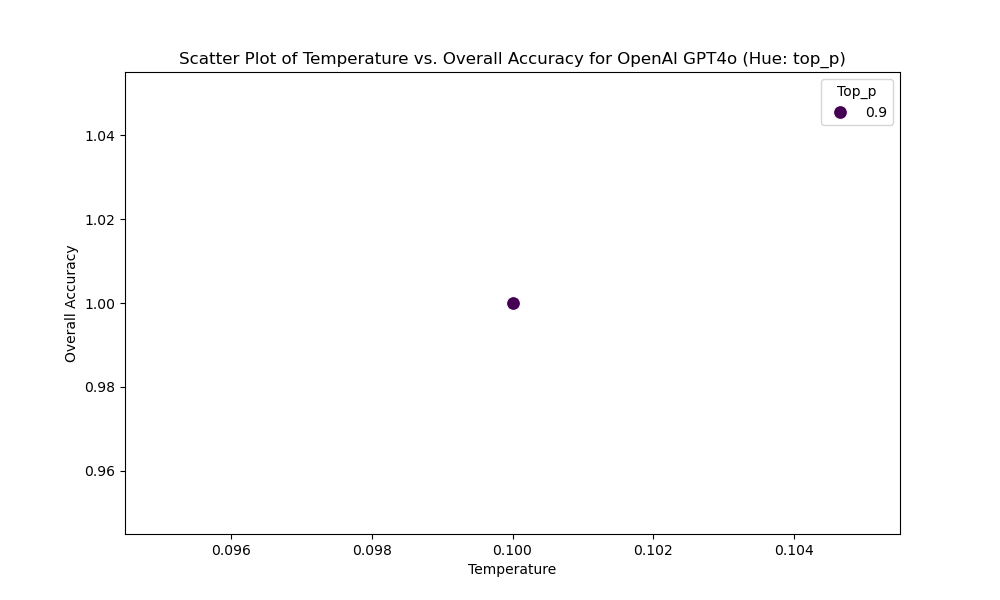 Scatter Plot of Temperature vs. Overall Accuracy for OpenAI GPT4o (Hue: top_p)
Top_p
0.9
1.04
1.02
1.00
0.98
0.96
Overall Accuracy
0.096
0.098
0.100
0.102
0.104
Temperature